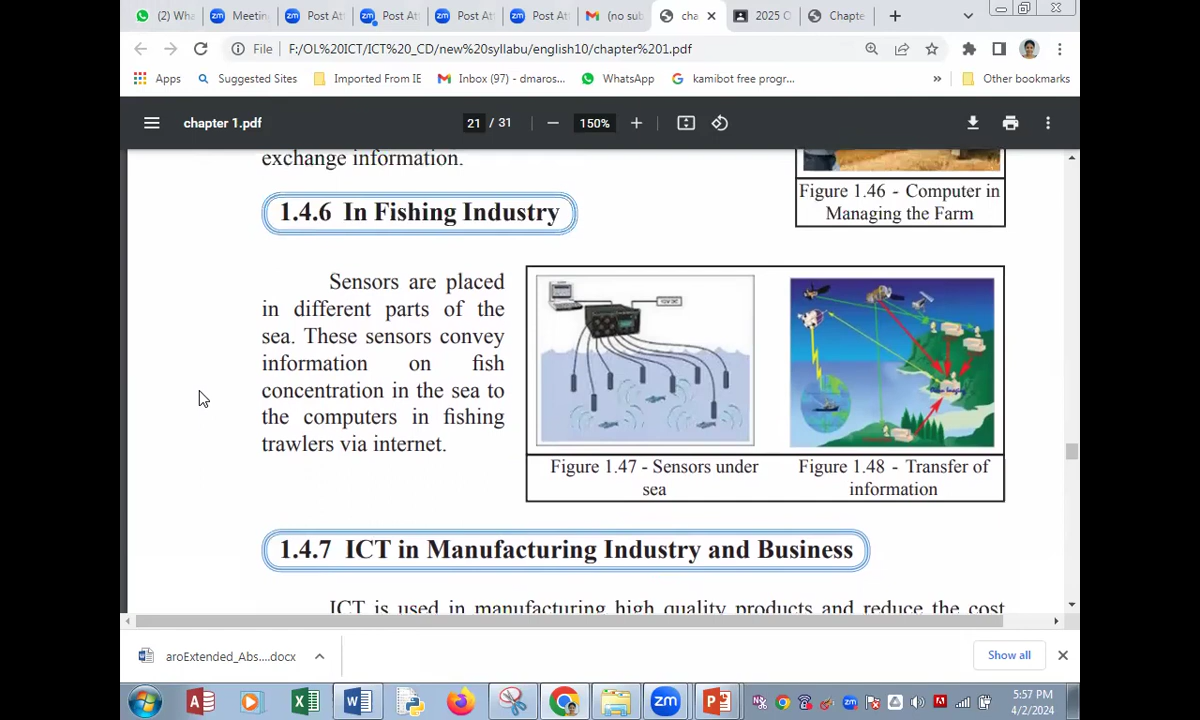 (2) Wha
Meeting
Post At
Post At
Post At
Post At
(no sub
cha
2025 O
Chapte
File F:/OL%20ICT/ICT%20_CD/new%20syllabu/english10/chapter%201.pdf
Apps
Suggested Sites
Imported From IE
Inbox (97) - dmaros...
WhatsApp
kamibot free progr...
»
Other bookmarks
chapter 1.pdf
21 / 31
150%
exchange information.
Figure 1.46 - Computer in
Managing the Farm
1.4.6 In Fishing Industry
Sensors are placed
in different parts of the
sea. These sensors convey
information on fish
concentration in the sea to
the computers in fishing
trawlers via internet.
Figure 1.47 - Sensors under
sea
Figure 1.48 - Transfer of
information
1.4.7 ICT in Manufacturing Industry and Business
ICT is used in manufacturing high quality products and reduce the cost
aroExtended_Abs....docx
Show all
zm
5:57 PM
4/2/2024